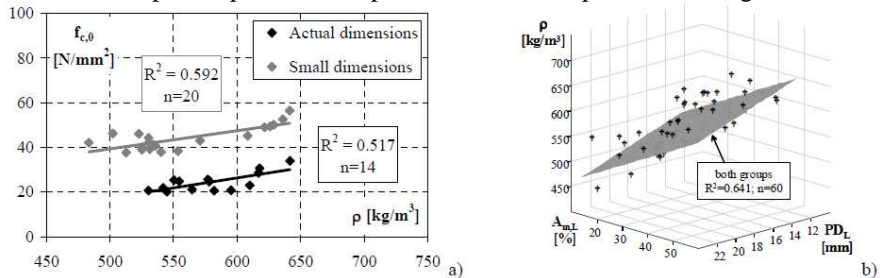 100
80
60
40
20
0
f_c,0
[N/mm²]
R² = 0.592
n=20
Actual dimensions
Small dimensions
R² = 0.517
n=14
ρ [kg/m³]
450 500 550 600 650 700 750
a)
ρ
[kg/m³]
700
650
600
550
500
450
both groups
R²=0.641; n=60
A_m,L
[%]
20 30 40 50
22 20 18 16 14 12
PD_L
[mm]
b)